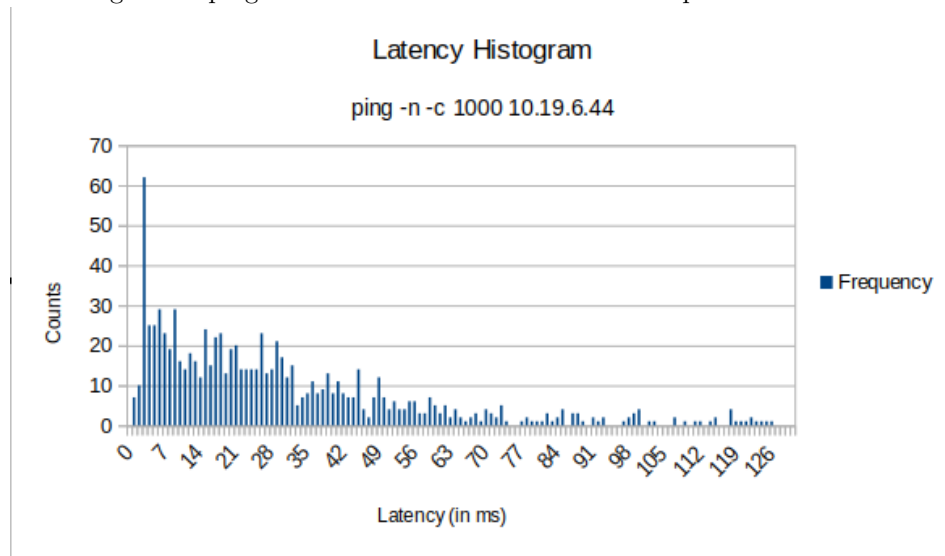 Latency Histogram
ping -n -c 1000 10.19.6.44
70
60
50
40
30
20
10
0
Counts
Frequency
0 7 14 21 28 35 42 49 56 63 70 77 84 91 98 105 112 119 126
Latency (in ms)